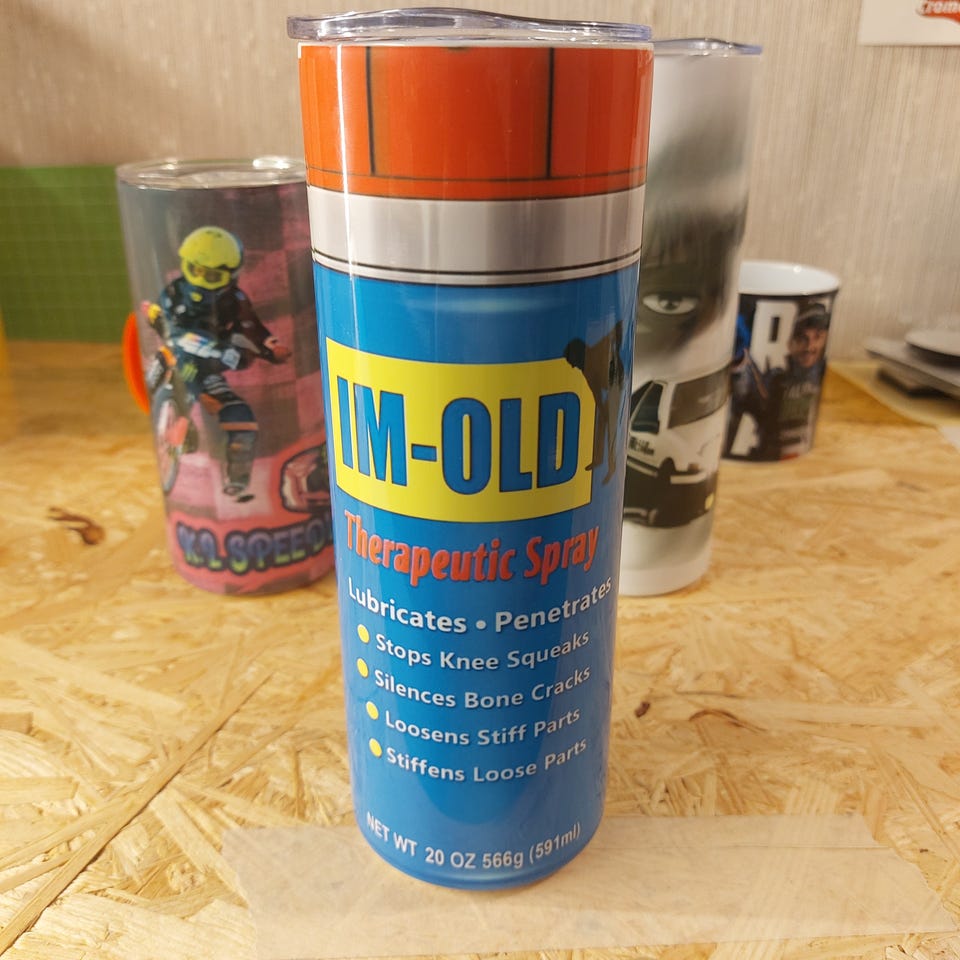 IM-OLD
Therapeutic Spray
Lubricates • Penetrates
Stops Knee Squeaks
Silences Bone Cracks
Loosens Stiff Parts
Stiffens Loose Parts
NET WT 20 OZ 566g (591ml)